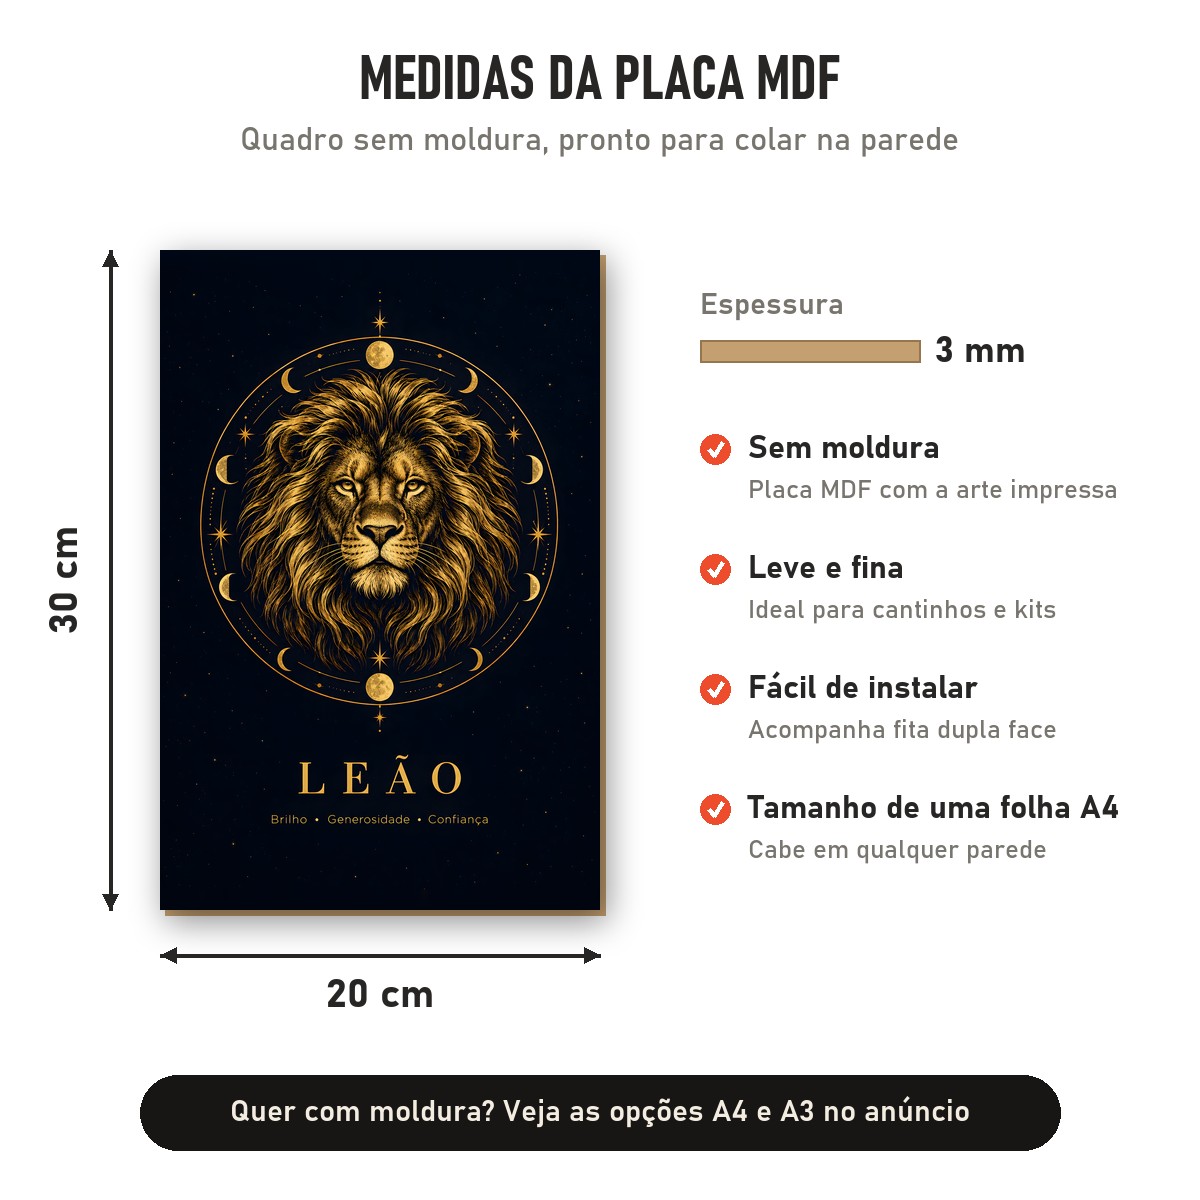 MEDIDAS DA PLACA MDF
Quadro sem moldura, pronto para colar na parede
30 cm
LEÃO
Brilho • Generosidade • Confiança
20 cm
Espessura
3 mm
Sem moldura
Placa MDF com a arte impressa
Leve e fina
Ideal para cantinhos e kits
Fácil de instalar
Acompanha fita dupla face
Tamanho de uma folha A4
Cabe em qualquer parede
Quer com moldura? Veja as opções A4 e A3 no anúncio